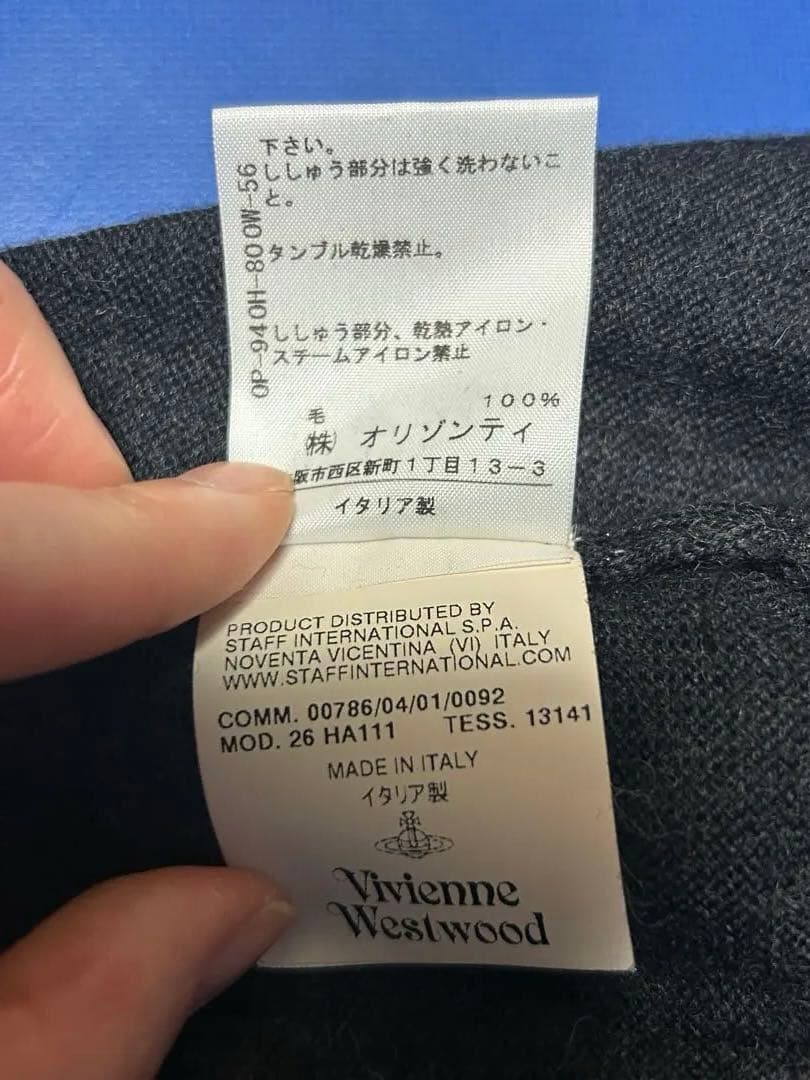 下さい。
ししゅう部分は強く洗わないこ
と。
タンブル乾燥禁止。
ししゅう部分、乾熱アイロン・
スチームアイロン禁止
OP-940H-800W-56
毛 100%
㈱ オリゾンティ
阪市西区新町1丁目13-3
イタリア製
PRODUCT DISTRIBUTED BY
STAFF INTERNATIONAL S.P.A.
NOVENTA VICENTINA (VI) ITALY
WWW.STAFFINTERNATIONAL.COM
COMM. 00786/04/01/0092
MOD. 26 HA111 TESS. 13141
MADE IN ITALY
イタリア製
Vivienne
Westwood